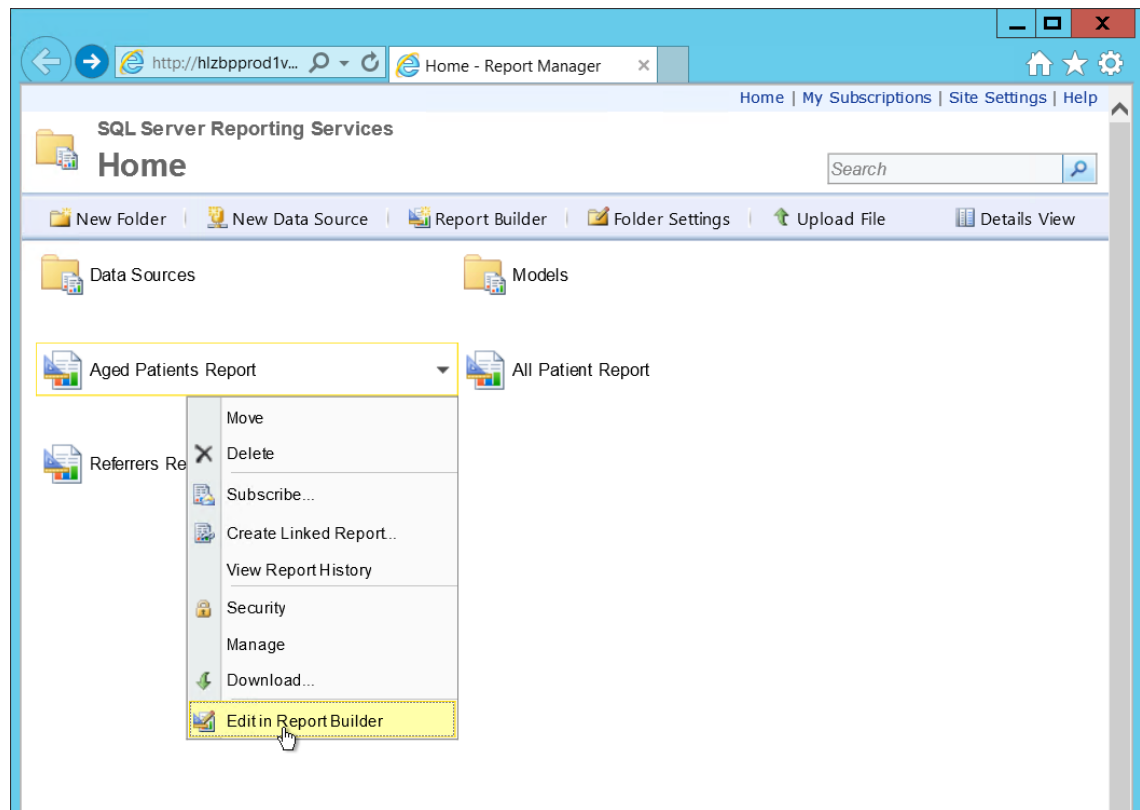 X
http://hlzbpprod1v...
Home - Report Manager
Home | My Subscriptions | Site Settings | Help
SQL Server Reporting Services
Home
Search
New Folder | New Data Source | Report Builder | Folder Settings | Upload File Details View
Data Sources
Models
Aged Patients Report
All Patient Report
Referrers Re
Move
Delete
Subscribe...
Create Linked Report...
View Report History
Security
Manage
Download...
Edit in Report Builder